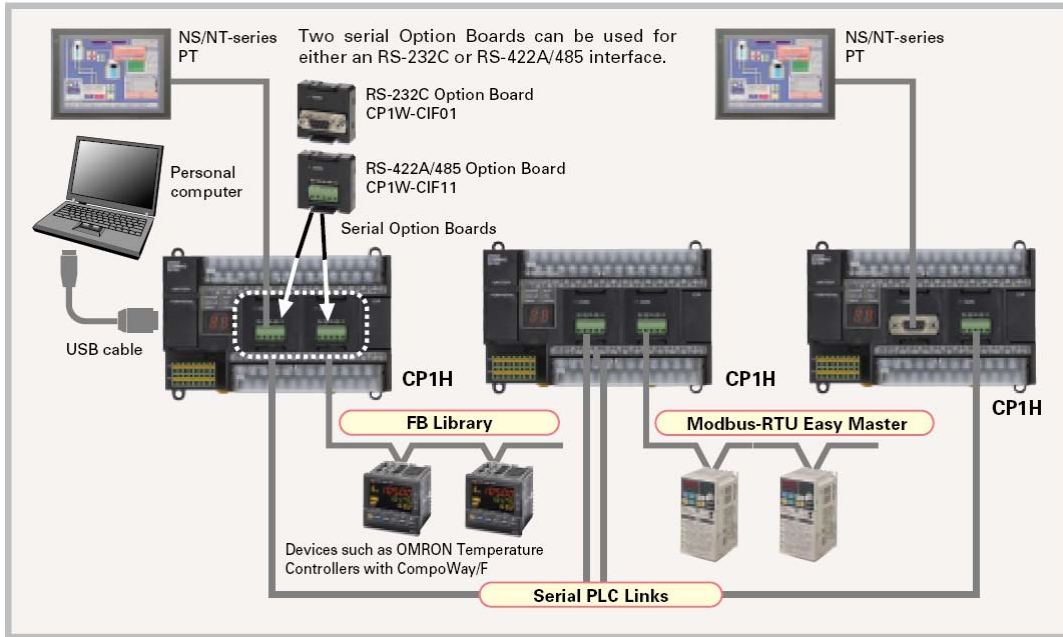 NS/NT-series
PT
Two serial Option Boards can be used for
either an RS-232C or RS-422A/485 interface.
NS/NT-series
PT
RS-232C Option Board
CP1W-CIF01
RS-422A/485 Option Board
CP1W-CIF11
Personal
computer
Serial Option Boards
USB cable
CP1H
CP1H
CP1H
FB Library
Modbus-RTU Easy Master
Devices such as OMRON Temperature
Controllers with CompoWay/F
Serial PLC Links